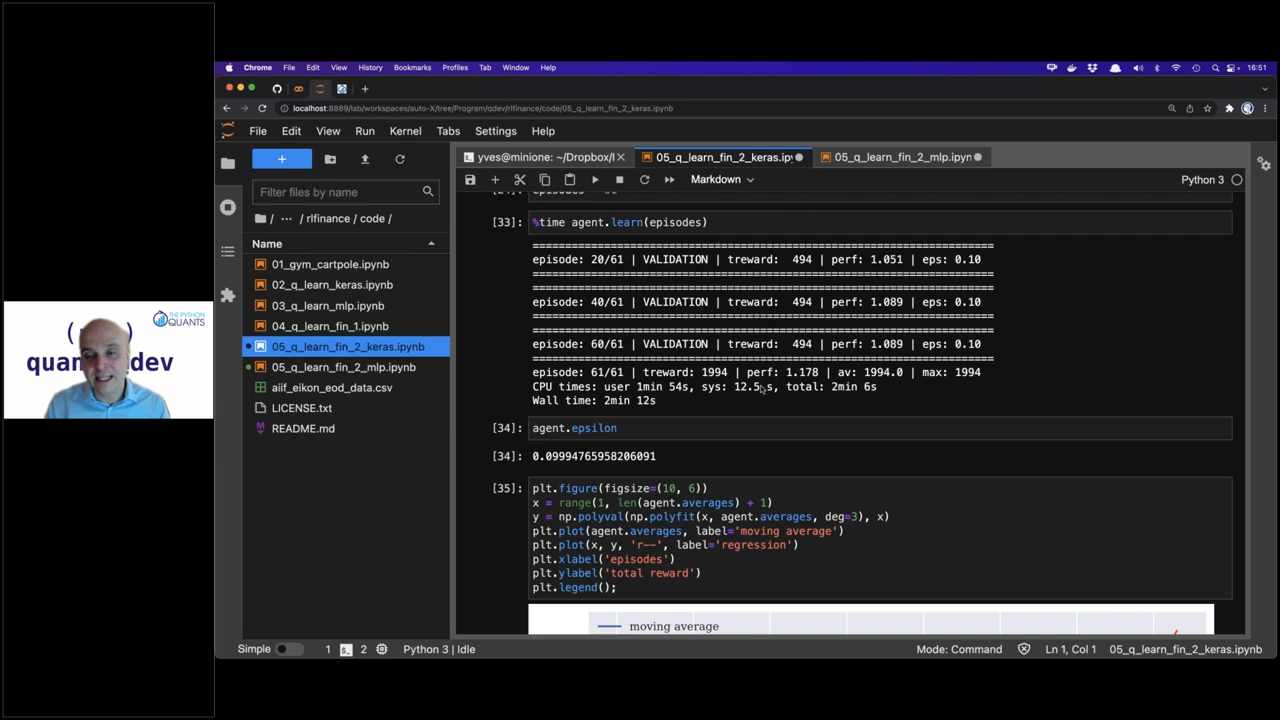 Chrome File Edit View History Bookmarks Profiles Tab Window Help 16:51
localhost:8889/lab/workspaces/auto-X/tree/Program/qdev/rlfinance/code/05_q_learn_fin_2_keras.ipynb
File Edit View Run Kernel Tabs Settings Help
yves@minione: ~/Dropbox/
05_q_learn_fin_2_keras.ipy
05_q_learn_fin_2_mlp.ipyn
Markdown
Python 3
Filter files by name
/ ··· / rlfinance / code /
Name
01_gym_cartpole.ipynb
02_q_learn_keras.ipynb
03_q_learn_mlp.ipynb
04_q_learn_fin_1.ipynb
05_q_learn_fin_2_keras.ipynb
05_q_learn_fin_2_mlp.ipynb
aiif_eikon_eod_data.csv
LICENSE.txt
README.md
[33]: %time agent.learn(episodes)
=======================================================================
episode: 20/61 | VALIDATION | treward: 494 | perf: 1.051 | eps: 0.10
=======================================================================
=======================================================================
episode: 40/61 | VALIDATION | treward: 494 | perf: 1.089 | eps: 0.10
=======================================================================
=======================================================================
episode: 60/61 | VALIDATION | treward: 494 | perf: 1.089 | eps: 0.10
=======================================================================
episode: 61/61 | treward: 1994 | perf: 1.178 | av: 1994.0 | max: 1994
CPU times: user 1min 54s, sys: 12.5 s, total: 2min 6s
Wall time: 2min 12s
[34]: agent.epsilon
[34]: 0.09994765958206091
[35]: plt.figure(figsize=(10, 6))
x = range(1, len(agent.averages) + 1)
y = np.polyval(np.polyfit(x, agent.averages, deg=3), x)
plt.plot(agent.averages, label='moving average')
plt.plot(x, y, 'r--', label='regression')
plt.xlabel('episodes')
plt.ylabel('total reward')
plt.legend();
moving average
THE PYTHON
QUANTS
Simple 1 2 Python 3 | Idle Mode: Command Ln 1, Col 1 05_q_learn_fin_2_keras.ipynb